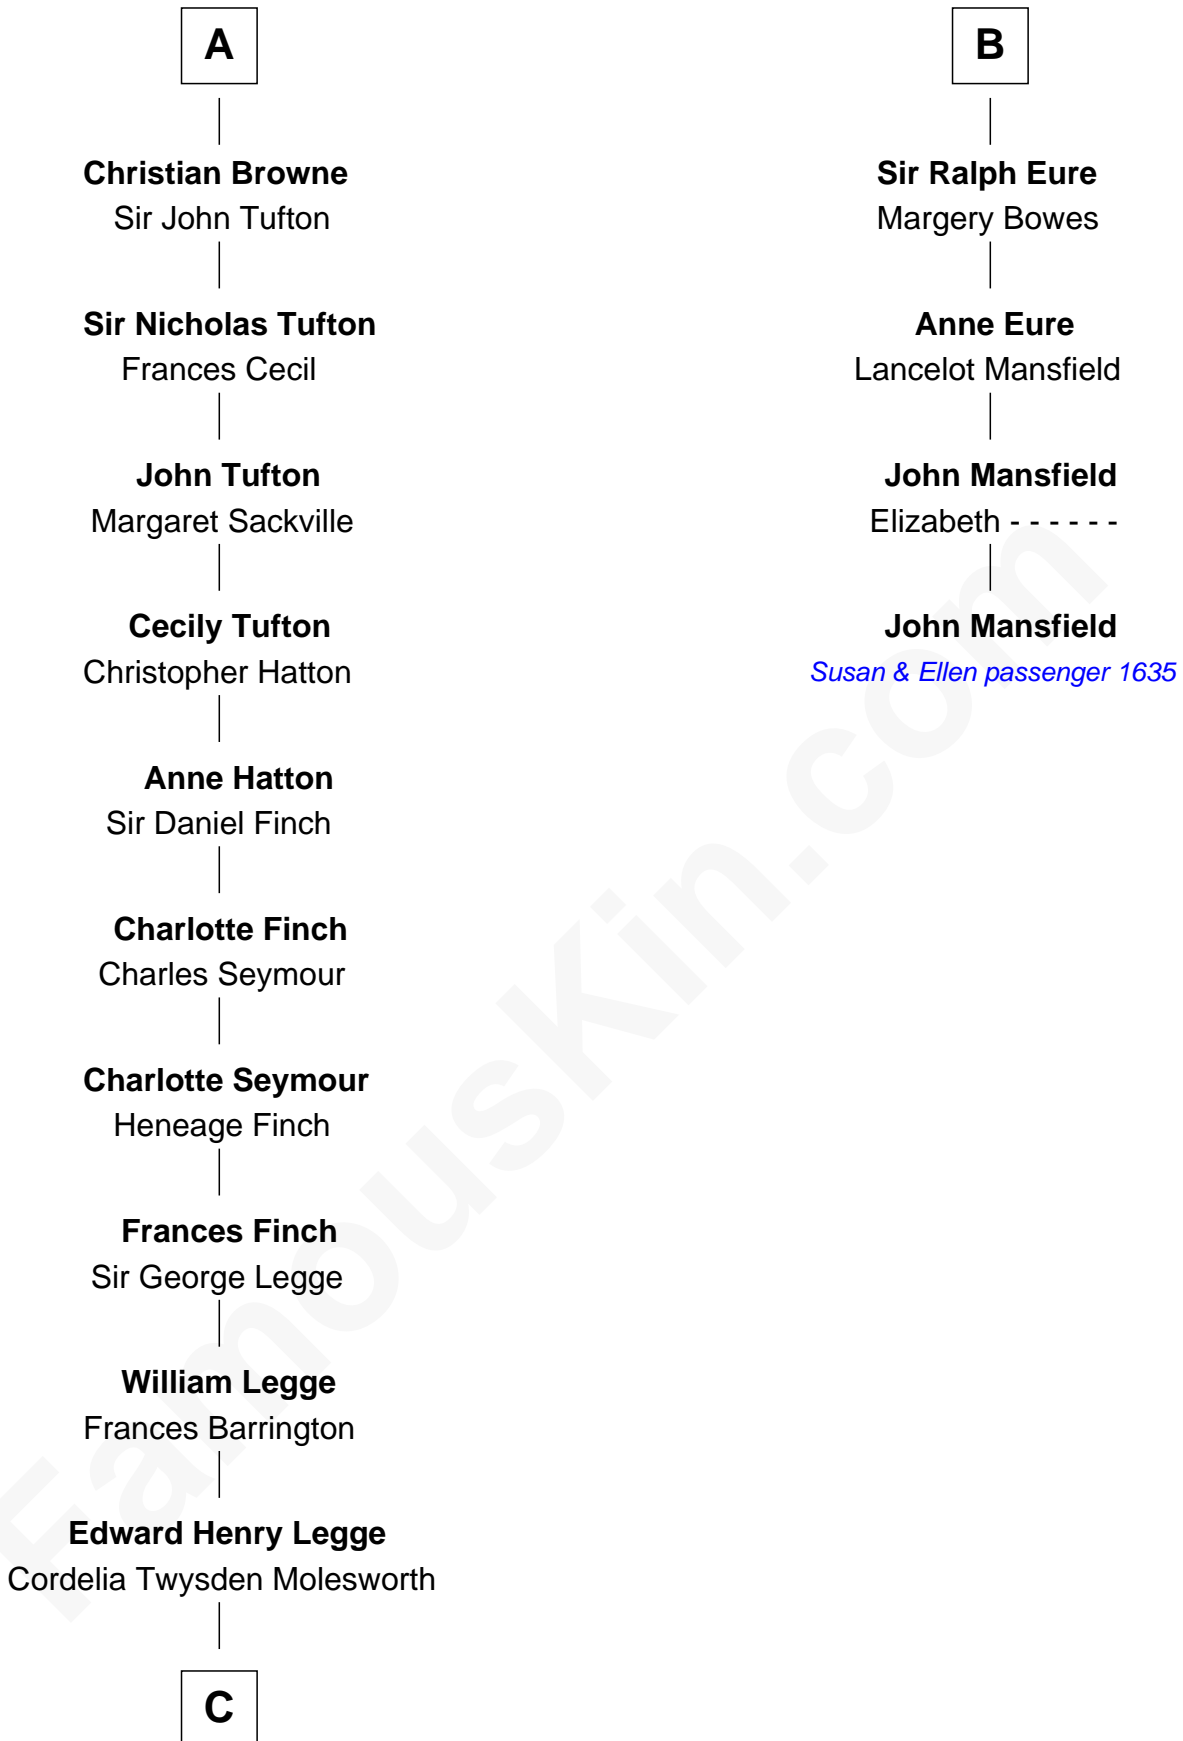 A
Christian Browne
Sir John Tufton
Sir Nicholas Tufton
Frances Cecil
John Tufton
Margaret Sackville
Cecily Tufton
Christopher Hatton
Anne Hatton
Sir Daniel Finch
Charlotte Finch
Charles Seymour
Charlotte Seymour
Heneage Finch
Frances Finch
Sir George Legge
William Legge
Frances Barrington
Edward Henry Legge
Cordelia Twysden Molesworth
C
B
Sir Ralph Eure
Margery Bowes
Anne Eure
Lancelot Mansfield
John Mansfield
Elizabeth - - - - - -
John Mansfield
Susan & Ellen passenger 1635
FamousKin.com